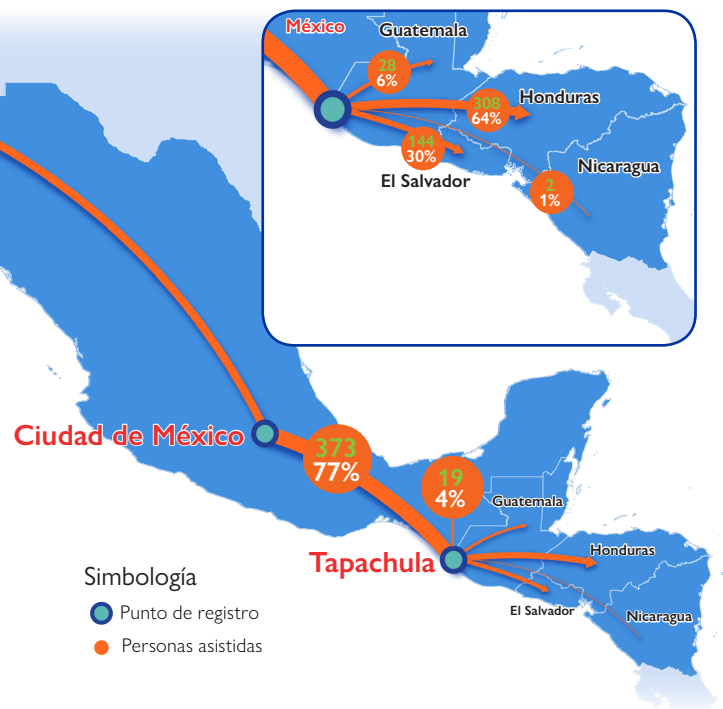 México
Guatemala
28
6%
308
64%
Honduras
144
30%
El Salvador
Nicaragua
2
1%
Ciudad de México
373
77%
19
4%
Guatemala
Tapachula
Honduras
El Salvador
Nicaragua
Simbología
Punto de registro
Personas asistidas